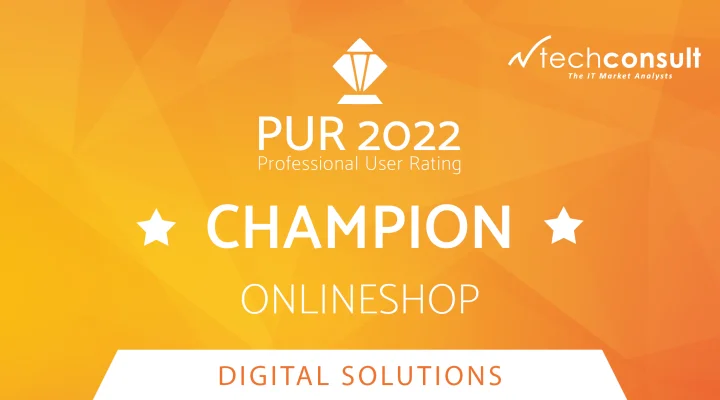 techconsult
The IT Market Analysts
PUR 2022
Professional User Rating
CHAMPION
ONLINESHOP
DIGITAL SOLUTIONS